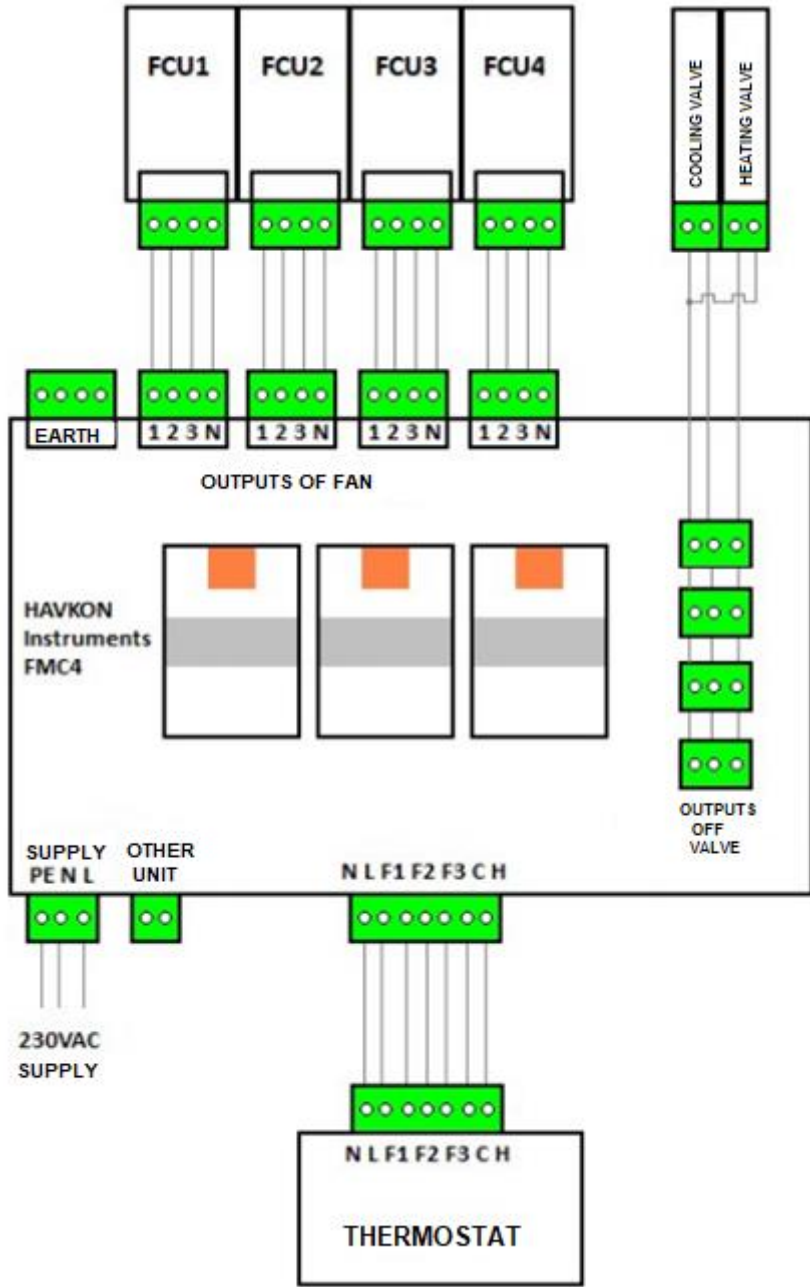 FCU1 FCU2 FCU3 FCU4
COOLING VALVE
HEATING VALVE
EARTH
1 2 3 N 1 2 3 N 1 2 3 N 1 2 3 N
OUTPUTS OF FAN
HAVKON
Instruments
FMC4
OUTPUTS
OFF
VALVE
SUPPLY
PE N L
OTHER
UNIT
N L F1 F2 F3 C H
230VAC
SUPPLY
N L F1 F2 F3 C H
THERMOSTAT